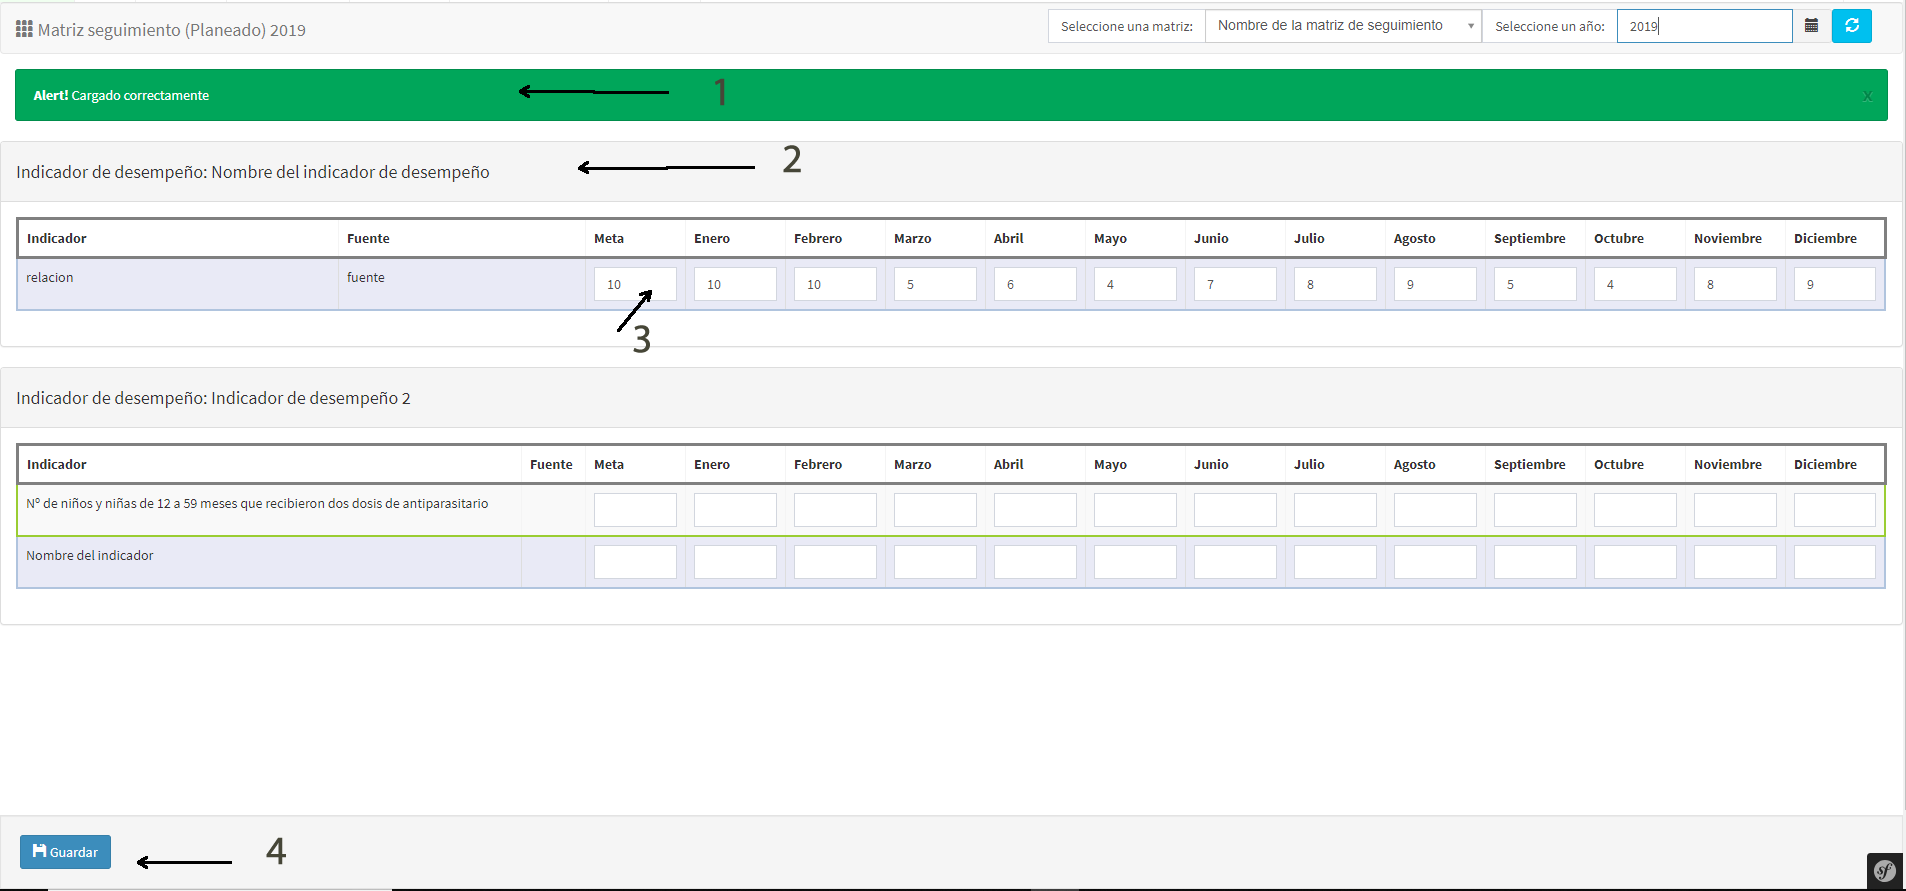 Matriz seguimiento (Planeado) 2019
Seleccione una matriz: Nombre de la matriz de seguimiento Seleccione un año: 2019
Alert! Cargado correctamente x
1
Indicador de desempeño: Nombre del indicador de desempeño
2
Indicador Fuente Meta Enero Febrero Marzo Abril Mayo Junio Julio Agosto Septiembre Octubre Noviembre Diciembre
relacion fuente 10 10 10 5 6 4 7 8 9 5 4 8 9
3
Indicador de desempeño: Indicador de desempeño 2
Indicador Fuente Meta Enero Febrero Marzo Abril Mayo Junio Julio Agosto Septiembre Octubre Noviembre Diciembre
Nº de niños y niñas de 12 a 59 meses que recibieron dos dosis de antiparasitario
Nombre del indicador
Guardar
4
sf